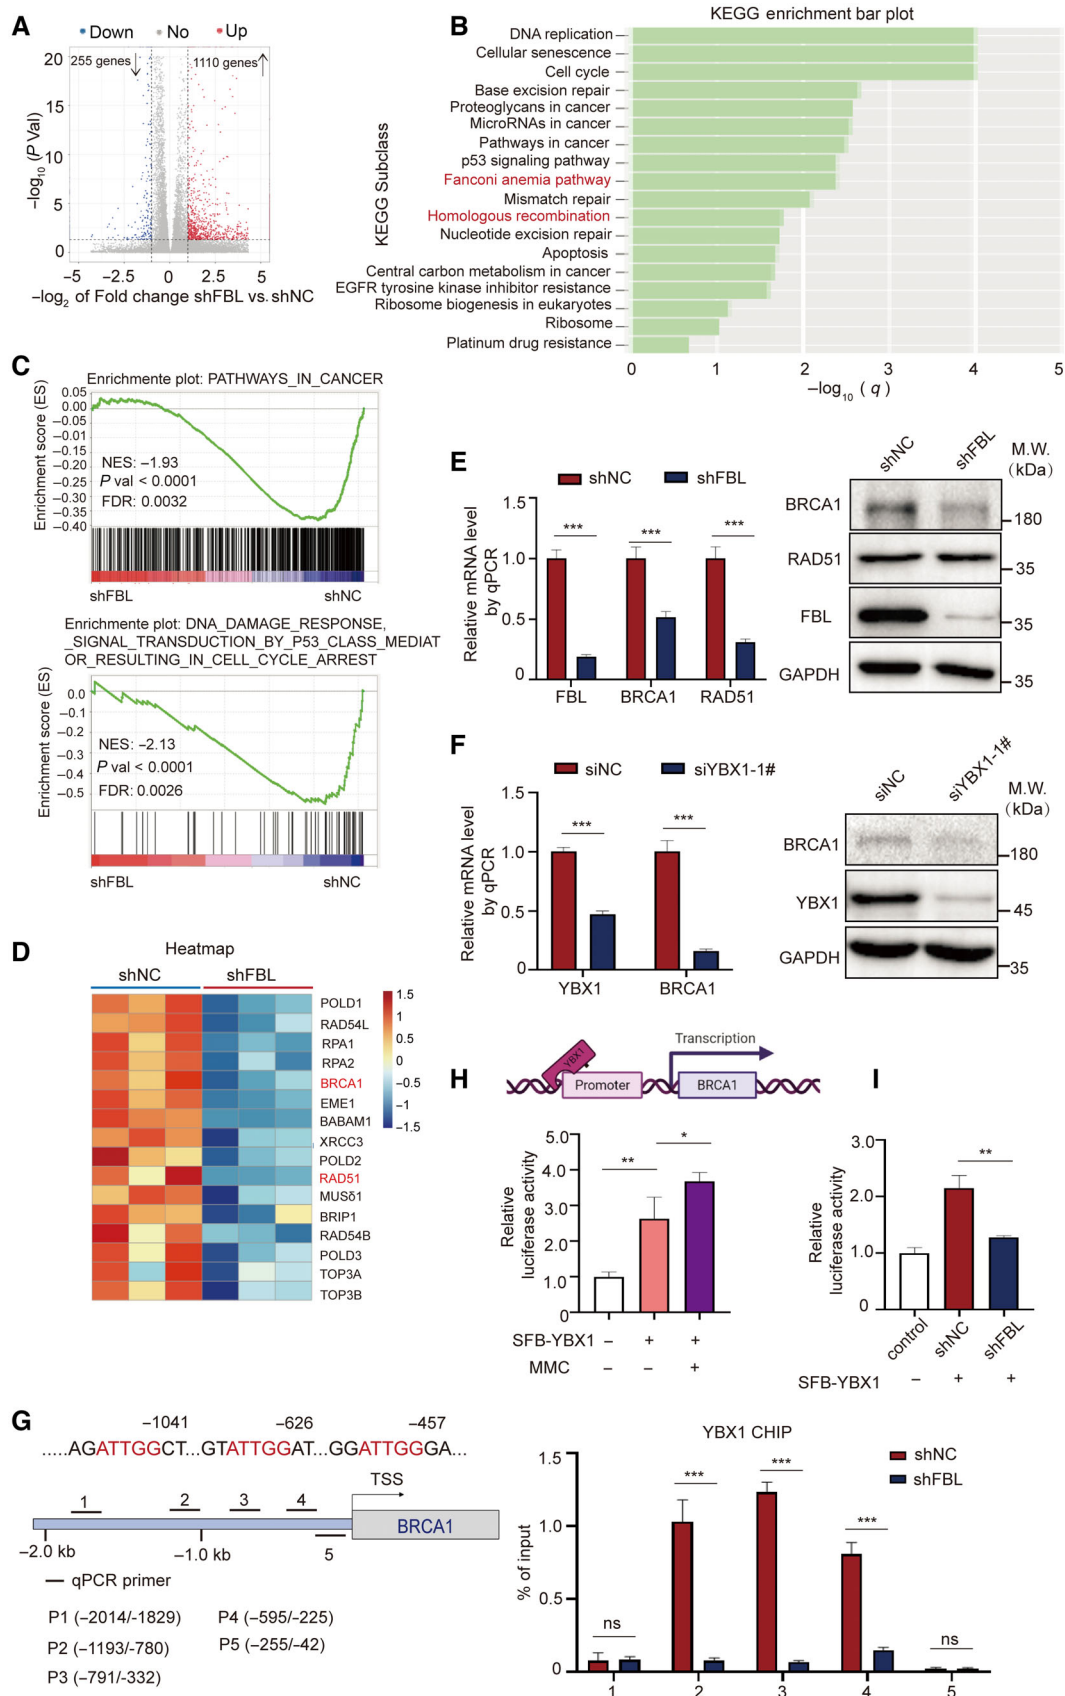 A
Down No Up
255 genes
1110 genes
20
15
10
5
0
−log10 (P Val)
−5 −2.5 0 2.5 5
−log2 of Fold change shFBL vs. shNC
B
KEGG enrichment bar plot
KEGG Subclass
DNA replication
Cellular senescence
Cell cycle
Base excision repair
Proteoglycans in cancer
MicroRNAs in cancer
Pathways in cancer
p53 signaling pathway
Fanconi anemia pathway
Mismatch repair
Homologous recombination
Nucleotide excision repair
Apoptosis
Central carbon metabolism in cancer
EGFR tyrosine kinase inhibitor resistance
Ribosome biogenesis in eukaryotes
Ribosome
Platinum drug resistance
0 1 2 3 4 5
−log10 (q)
C
Enrichmente plot: PATHWAYS_IN_CANCER
Enrichment score (ES)
0.05
0.00
−0.05
−0.01
−0.15
−0.20
−0.25
−0.30
−0.35
−0.40
NES: −1.93
P val < 0.0001
FDR: 0.0032
shFBL shNC
Enrichmente plot: DNA_DAMAGE_RESPONSE,
_SIGNAL_TRANSDUCTION_BY_P53_CLASS_MEDIAT
OR_RESULTING_IN_CELL_CYCLE_ARREST
Enrichment score (ES)
0.0
−0.1
−0.2
−0.3
−0.4
−0.5
NES: −2.13
P val < 0.0001
FDR: 0.0026
shFBL shNC
D
Heatmap
shNC shFBL
POLD1
RAD54L
RPA1
RPA2
BRCA1
EME1
BABAM1
XRCC3
POLD2
RAD51
MUSδ1
BRIP1
RAD54B
POLD3
TOP3A
TOP3B
1.5
1
0.5
0
−0.5
−1
−1.5
E
shNC shFBL
Relative mRNA level
by qPCR
1.5
1.0
0.5
0
*** *** ***
FBL BRCA1 RAD51
shNC shFBL M.W.
(kDa)
BRCA1 180
RAD51 35
FBL 35
GAPDH 35
F
siNC siYBX1-1#
Relative mRNA level
by qPCR
1.5
1.0
0.5
0
*** ***
YBX1 BRCA1
siNC siYBX1-1# M.W.
(kDa)
BRCA1 180
YBX1 45
GAPDH 35
H
Transcription
YBX1
Promoter
BRCA1
Relative
luciferase activity
5.0
4.0
3.0
2.0
1.0
0
** *
SFB-YBX1 − + +
MMC − − +
I
Relative
luciferase activity
3.0
2.0
1.0
0
**
control shNC shFBL
SFB-YBX1 − + +
G
−1041 −626 −457
.....AGATTGGCT...GTATTGGAT...GGATTGGGA...
TSS
1 2 3 4
BRCA1
−2.0 kb −1.0 kb 5
qPCR primer
P1 (−2014/-1829) P4 (−595/−225)
P2 (−1193/−780) P5 (−255/−42)
P3 (−791/−332)
YBX1 CHIP
shNC
shFBL
% of input
1.5
1.0
0.5
0
ns *** *** *** ns
1 2 3 4 5